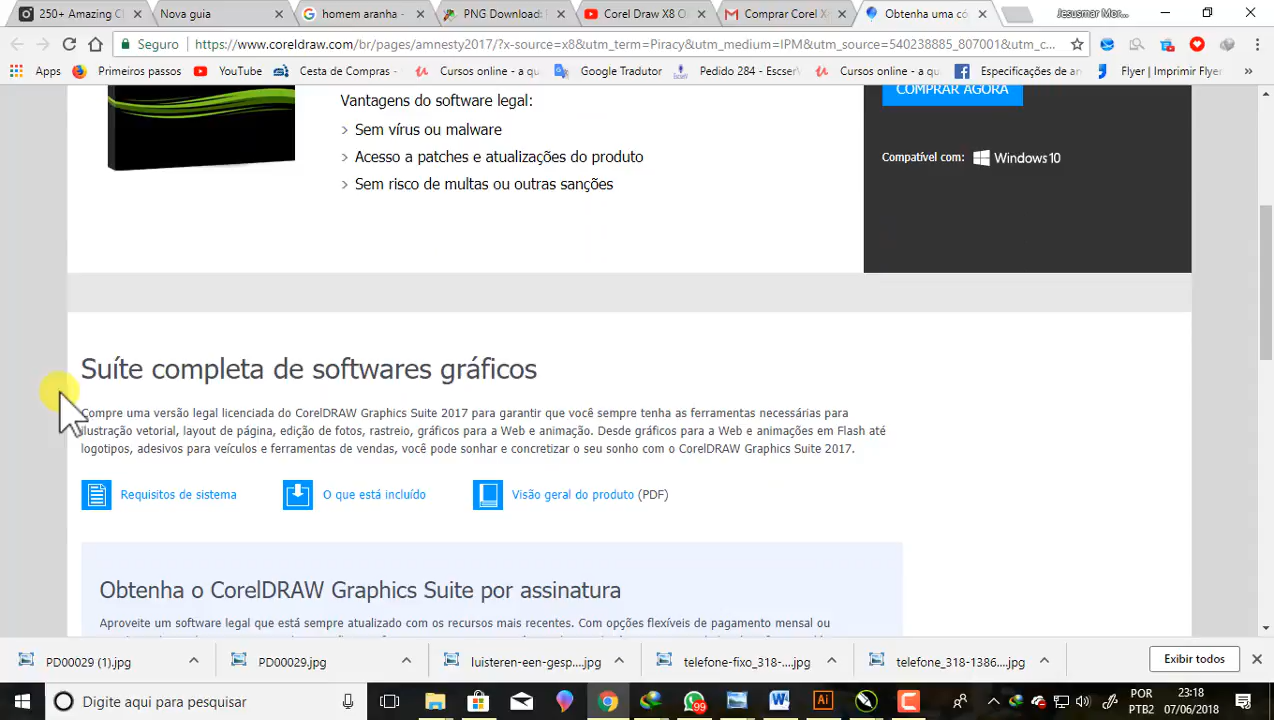 250+ Amazing C
Nova guia
homem aranha -
PNG Download:
Corel Draw X8 O
Comprar Corel X
Obtenha uma có
Jesusmar Mor...
Seguro
https://www.coreldraw.com/br/pages/amnesty017/?x-source=x8&utm_term=Piracy&utm_medium=IPM&utm_source=540238885_807001&utm_c...
Apps
Primeiros passos
YouTube
Cesta de Compras -
Cursos online - a qu
Google Tradutor
Pedido 284 - Escser
Cursos online - a qu
Especificações de an
Flyer | Imprimir Flye
»
Vantagens do software legal:
> Sem vírus ou malware
> Acesso a patches e atualizações do produto
> Sem risco de multas ou outras sanções
COMPRAR AGORA
Compatível com: Windows10
Suíte completa de softwares gráficos
Compre uma versão legal licenciada do CorelDRAW Graphics Suite 2017 para garantir que você sempre tenha as ferramentas necessárias para
ilustração vetorial, layout de página, edição de fotos, rastreio, gráficos para a Web e animação. Desde gráficos para a Web e animações em Flash até
logotipos, adesivos para veículos e ferramentas de vendas, você pode sonhar e concretizar o seu sonho com o CorelDRAW Graphics Suite 2017.
Requisitos de sistema
O que está incluído
Visão geral do produto (PDF)
Obtenha o CorelDRAW Graphics Suite por assinatura
Aproveite um software legal que está sempre atualizado com os recursos mais recentes. Com opções flexíveis de pagamento mensal ou
PD00029 (1).jpg
PD00029.jpg
luisteren-een-gesp....jpg
telefone-fixo_318-....jpg
telefone_318-1386....jpg
Exibir todos
Digite aqui para pesquisar
99
Ai
POR
PTB2
23:18
07/06/2018